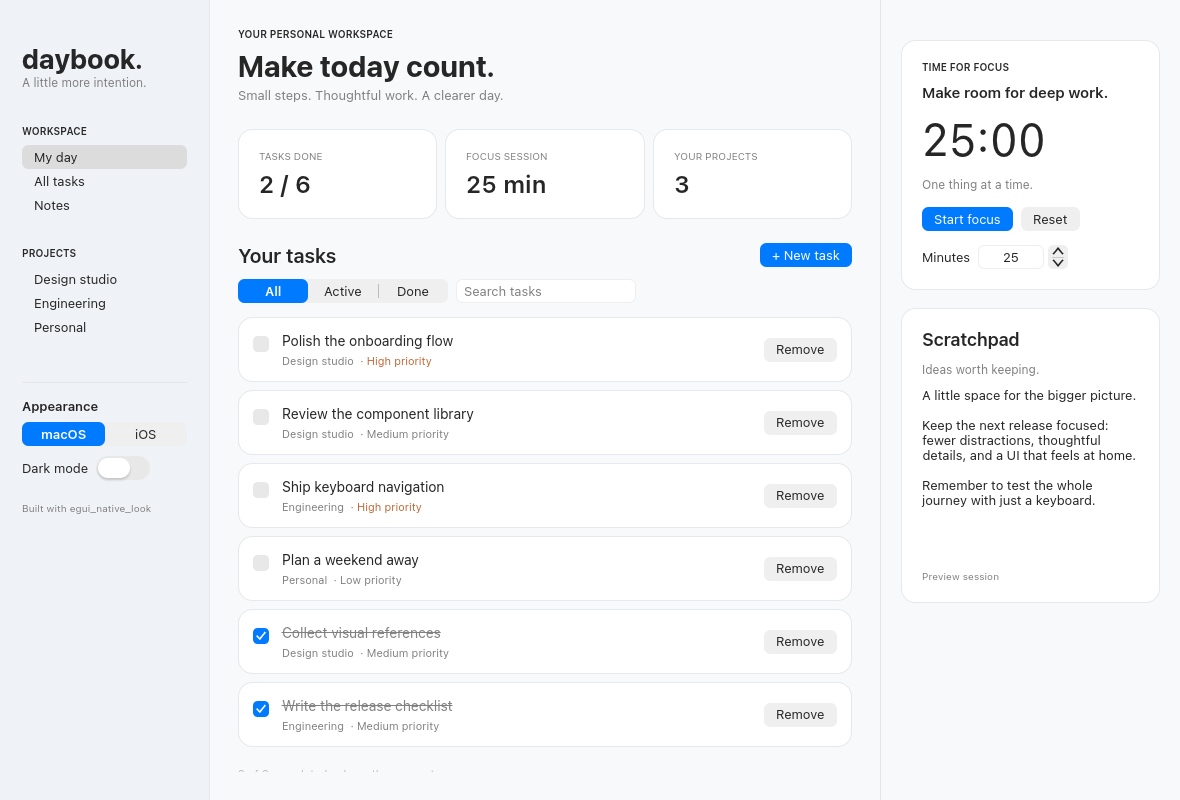 daybook.
A little more intention.
WORKSPACE
My day
All tasks
Notes
PROJECTS
Design studio
Engineering
Personal
Appearance
macOS iOS
Dark mode
Built with egui_native_look
YOUR PERSONAL WORKSPACE
Make today count.
Small steps. Thoughtful work. A clearer day.
TASKS DONE
2 / 6
FOCUS SESSION
25 min
YOUR PROJECTS
3
Your tasks
+ New task
All Active Done Search tasks
Polish the onboarding flow
Design studio · High priority
Remove
Review the component library
Design studio · Medium priority
Remove
Ship keyboard navigation
Engineering · High priority
Remove
Plan a weekend away
Personal · Low priority
Remove
Collect visual references
Design studio · Medium priority
Remove
Write the release checklist
Engineering · Medium priority
Remove
TIME FOR FOCUS
Make room for deep work.
25:00
One thing at a time.
Start focus Reset
Minutes 25
Scratchpad
Ideas worth keeping.
A little space for the bigger picture.
Keep the next release focused:
fewer distractions, thoughtful
details, and a UI that feels at home.
Remember to test the whole
journey with just a keyboard.
Preview session